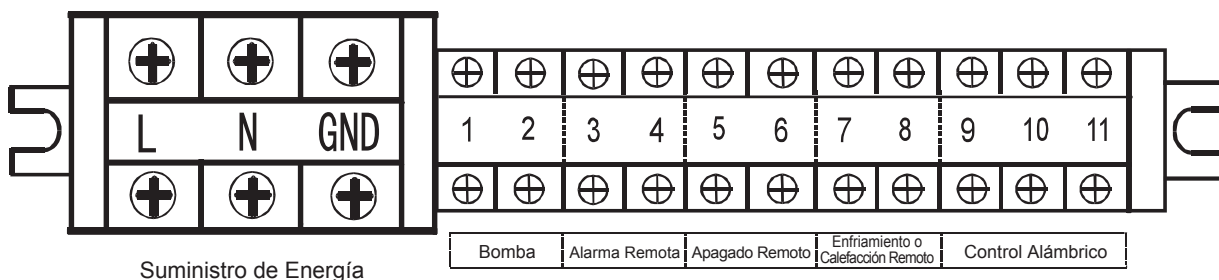 L N GND 1 2 3 4 5 6 7 8 9 10 11
Bomba Alarma Remota Apagado Remoto Enfriamiento o Calefacción Remoto Control Alámbrico
Suministro de Energía